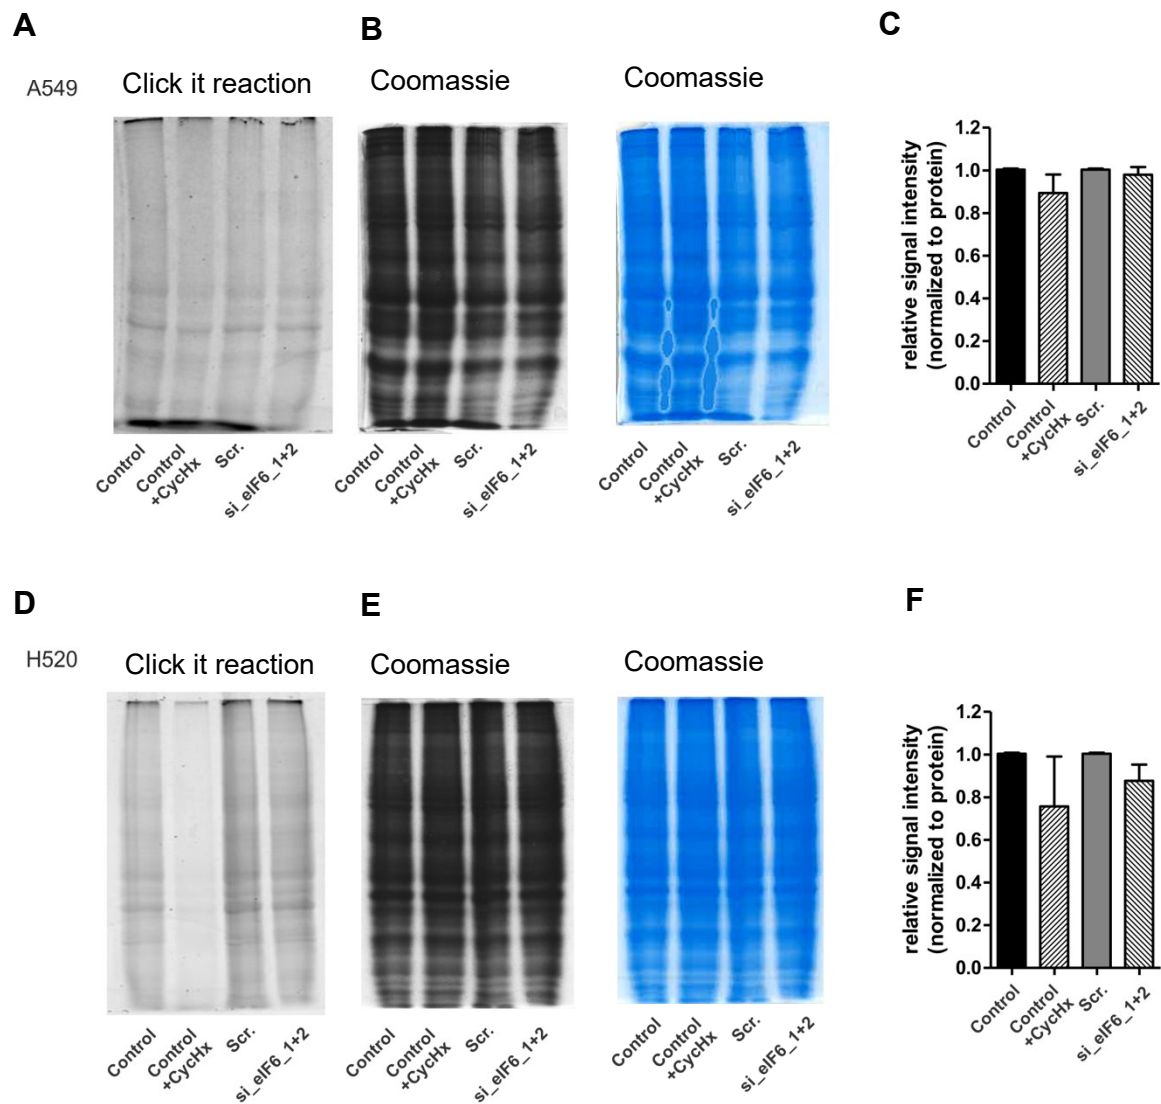 A
B
C
A549
Click it reaction
Coomassie
Coomassie
Control
Control
+CycHx
Scr.
si_eIF6_1+2
Control
Control
+CycHx
Scr.
si_eIF6_1+2
Control
Control
+CycHx
Scr.
si_eIF6_1+2
relative signal intensity
(normalized to protein)
1.2
1.0
0.8
0.6
0.4
0.2
0.0
Control
Control
+CycHx
Scr.
si_eIF6_1+2
D
E
F
H520
Click it reaction
Coomassie
Coomassie
Control
Control
+CycHx
Scr.
si_eIF6_1+2
Control
Control
+CycHx
Scr.
si_eIF6_1+2
Control
Control
+CycHx
Scr.
si_eIF6_1+2
relative signal intensity
(normalized to protein)
1.2
1.0
0.8
0.6
0.4
0.2
0.0
Control
Control
+CycHx
Scr.
si_eIF6_1+2